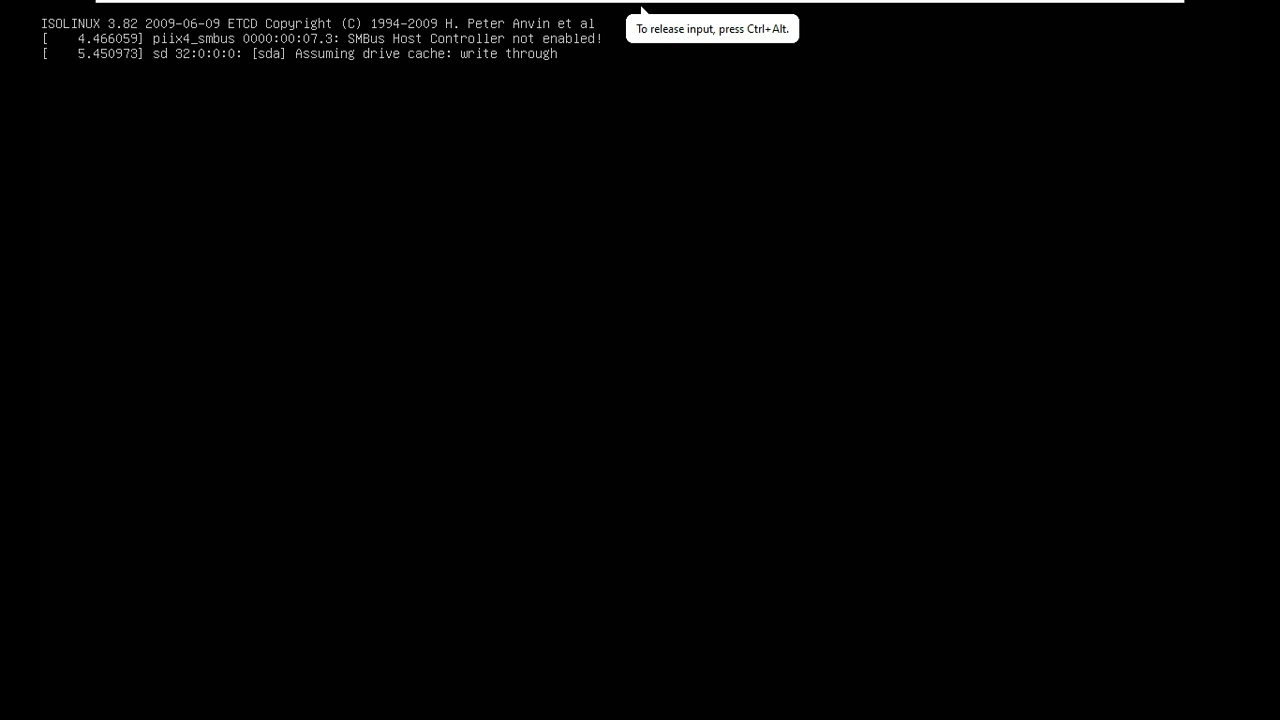 ISOLINUX 3.82 2009-06-09 ETCD Copyright (C) 1994-2009 H. Peter Anvin et al
To release input, press Ctrl+Alt.
[    4.466059] piix4_smbus 0000:00:07.3: SMBus Host Controller not enabled!
[    5.450973] sd 32:0:0:0: [sda] Assuming drive cache: write through